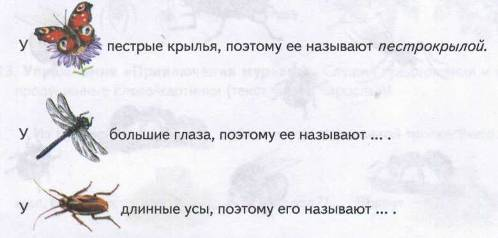 У пестрые крылья, поэтому ее называют пестрокрылой.
У большие глаза, поэтому ее называют ... .
У длинные усы, поэтому его называют ... .